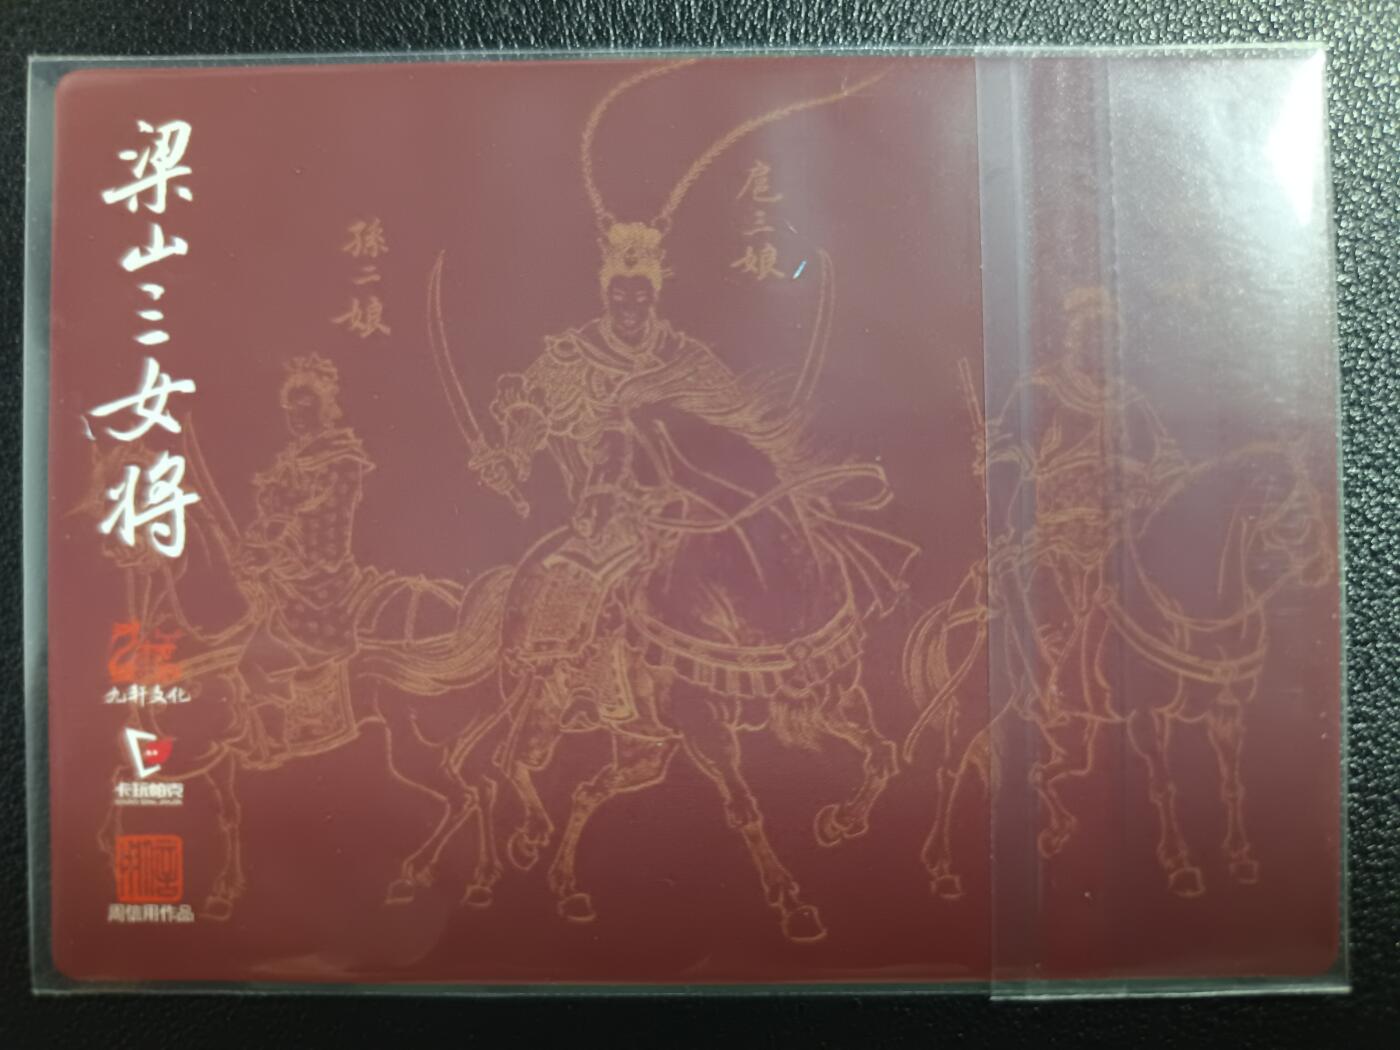 梁山三女将
孫二娘
扈三娘
九轩文化
卡玩帕克
周信用作品